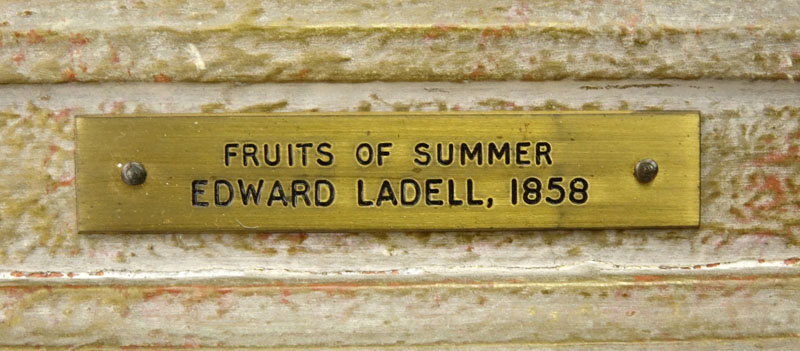 FRUITS OF SUMMER
EDWARD LADELL, 1858